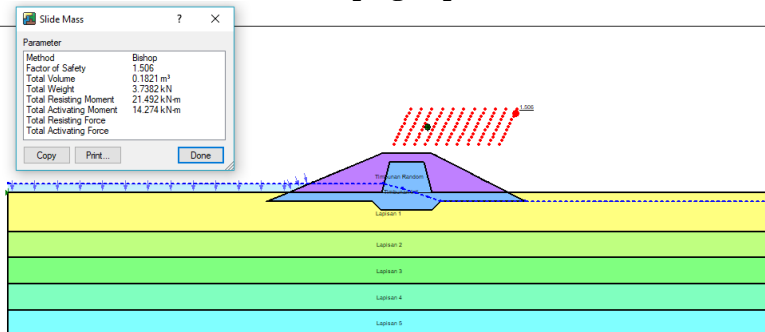 Slide Mass
? ×
Parameter
Method Bishop
Factor of Safety 1.506
Total Volume 0.1821 m³
Total Weight 3.7382 kN
Total Resisting Moment 21.492 kN·m
Total Activating Moment 14.274 kN·m
Total Resisting Force
Total Activating Force
Copy Print... Done
1.506
Timbunan Random
Lapisan 1
Lapisan 2
Lapisan 3
Lapisan 4
Lapisan 5